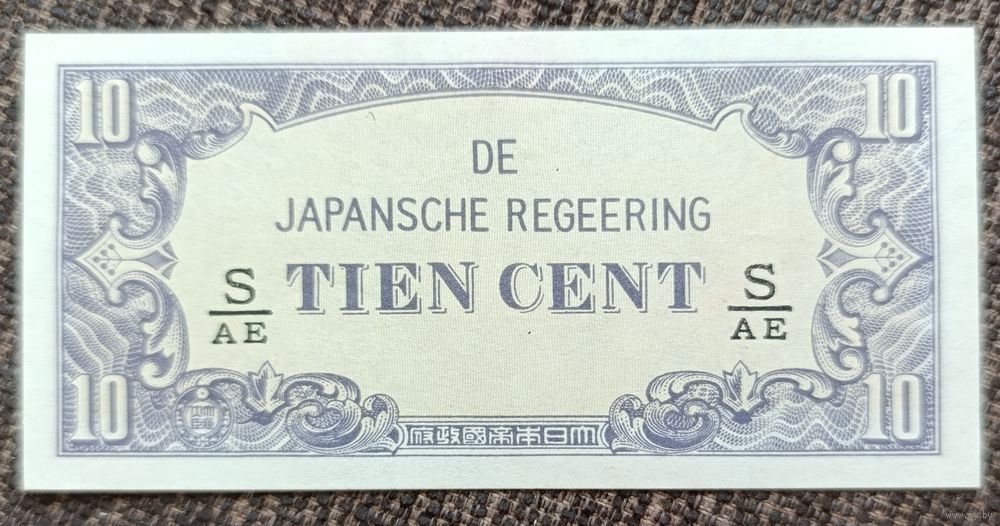 10 10
DE
JAPANSCHE REGEERING
TIEN CENT
S S
AE AE
10 10
大日本帝國政府